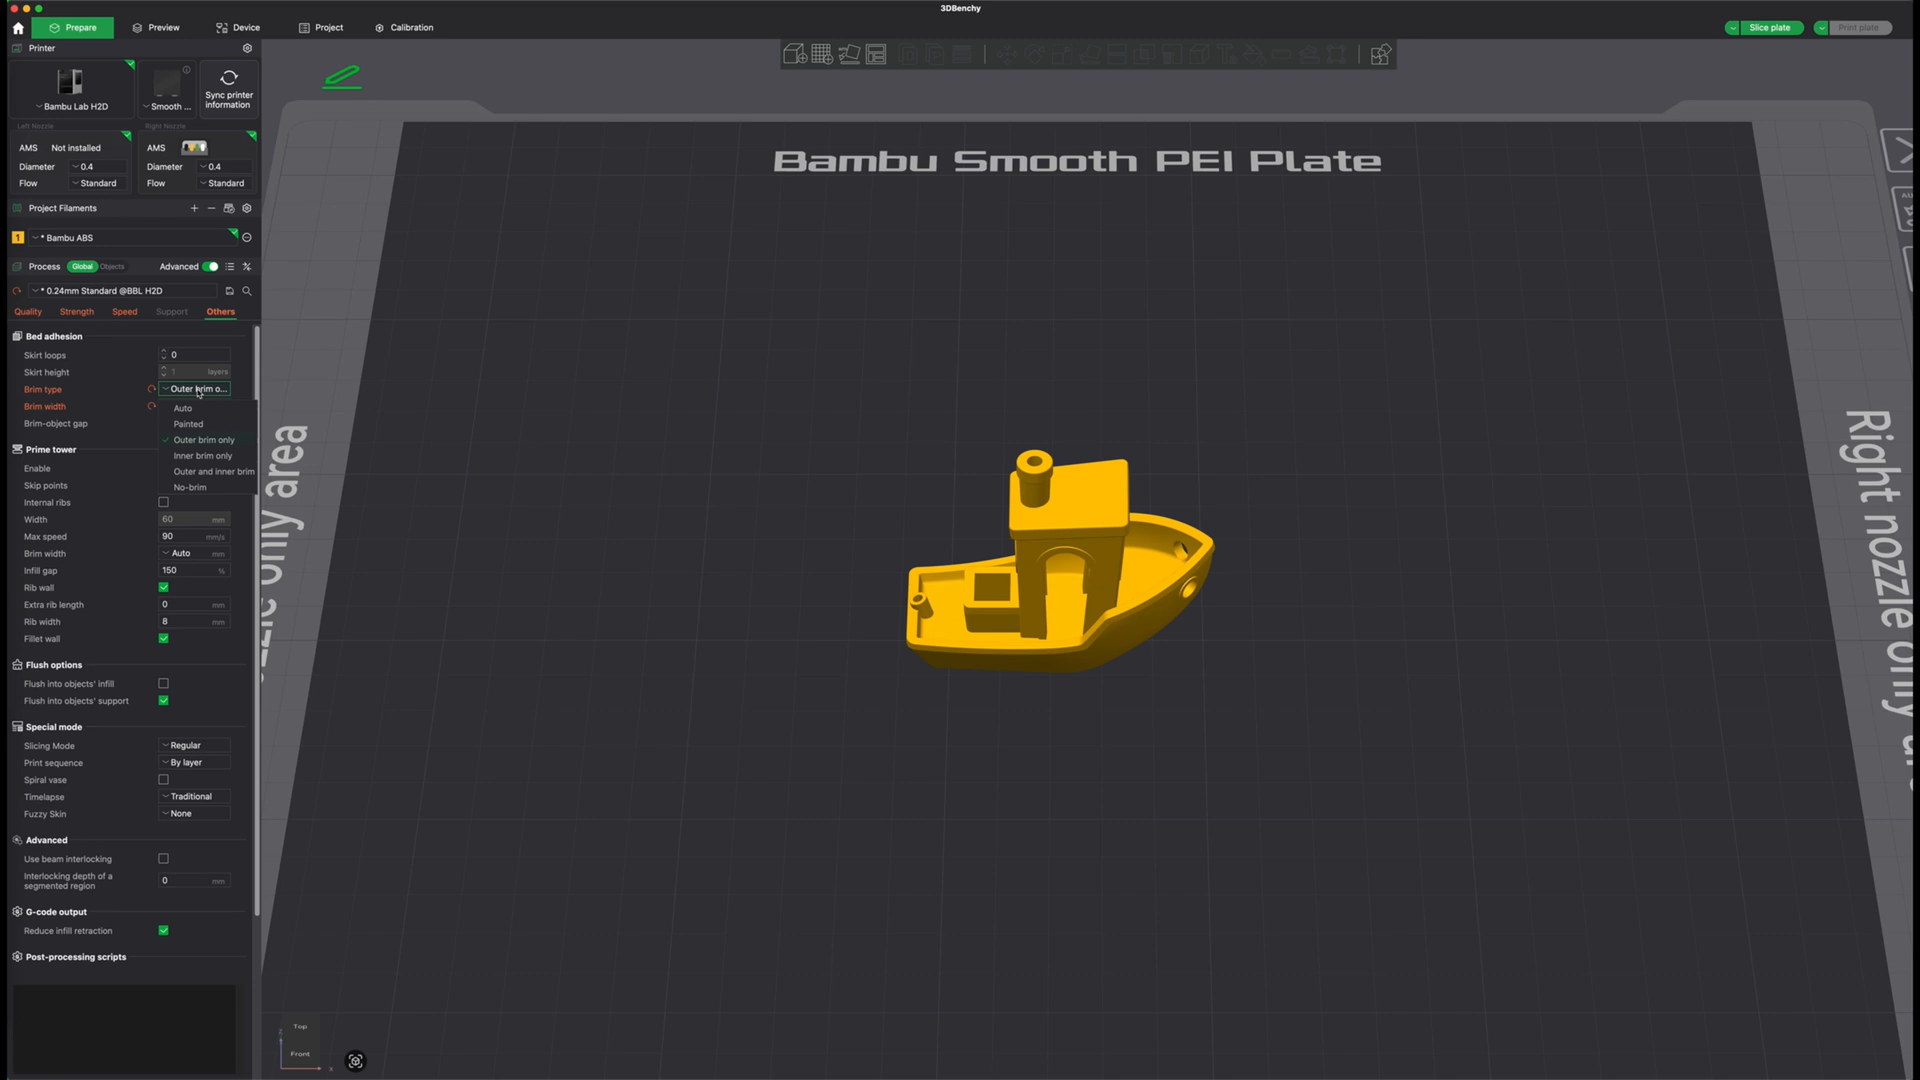 3DBenchy
Prepare
Preview
Device
Project
Calibration
Slice plate
Print plate
Printer
Bambu Lab H2D
Smooth ...
Sync printer
information
Left Nozzle
Right Nozzle
AMS Not installed
AMS
Diameter 0.4
Diameter 0.4
Flow Standard
Flow Standard
Project Filaments
1 * Bambu ABS
Process Global Objects Advanced
* 0.24mm Standard @BBL H2D
Quality Strength Speed Support Others
Bed adhesion
Skirt loops 0
Skirt height 1 layers
Brim type Outer brim o...
Brim width
Brim-object gap
Auto
Painted
Outer brim only
Inner brim only
Outer and inner brim
No-brim
Prime tower
Enable
Skip points
Internal ribs
Width 60 mm
Max speed 90 mm/s
Brim width Auto mm
Infill gap 150 %
Rib wall
Extra rib length 0 mm
Rib width 8 mm
Fillet wall
Flush options
Flush into objects' infill
Flush into objects' support
Special mode
Slicing Mode Regular
Print sequence By layer
Spiral vase
Timelapse Traditional
Fuzzy Skin None
Advanced
Use beam interlocking
Interlocking depth of a
segmented region 0 mm
G-code output
Reduce infill retraction
Post-processing scripts
Bambu Smooth PEI Plate
only area
Right nozzle only
Top
Front
Z
X